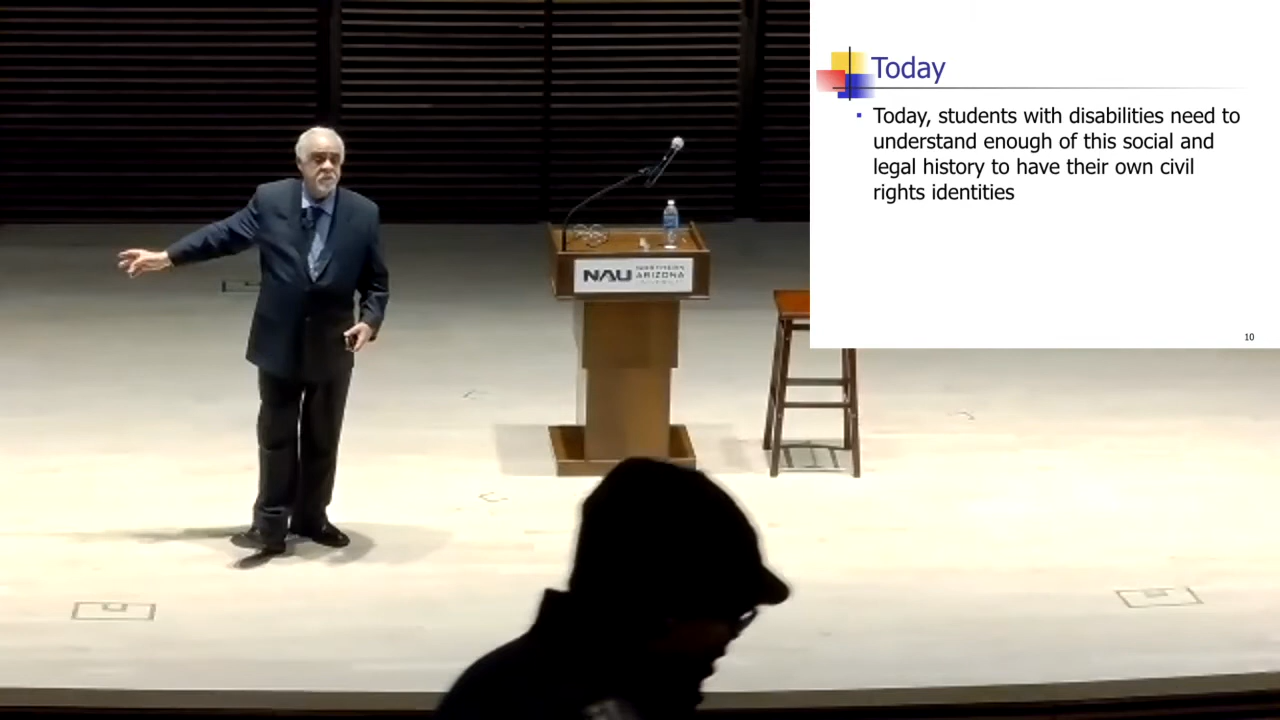 Today
Today, students with disabilities need to
understand enough of this social and
legal history to have their own civil
rights identities
10
NAU
ARIZONA